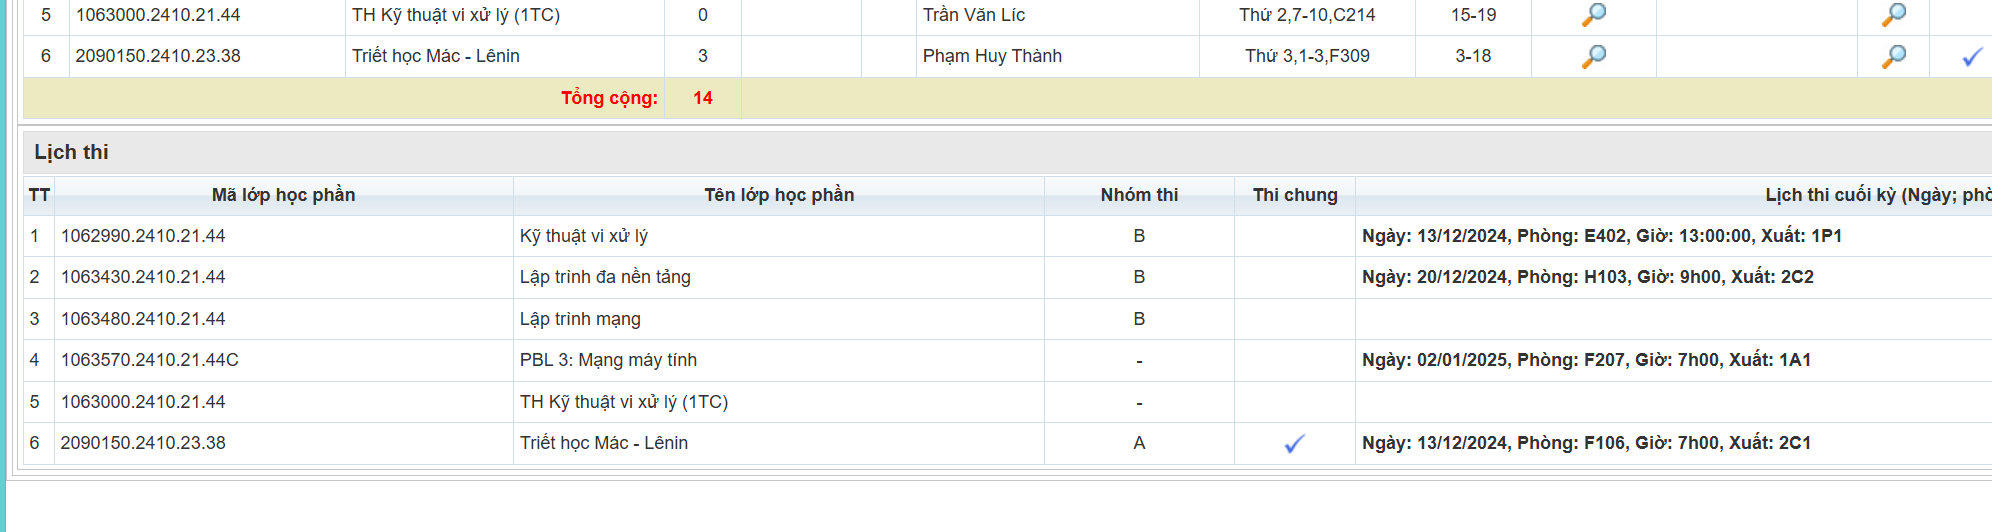 5 1063000.2410.21.44 TH Kỹ thuật vi xử lý (1TC) 0 Trần Văn Líc Thứ 2,7-10,C214 15-19
6 2090150.2410.23.38 Triết học Mác - Lênin 3 Phạm Huy Thành Thứ 3,1-3,F309 3-18
Tổng cộng: 14
Lịch thi
TT Mã lớp học phần Tên lớp học phần Nhóm thi Thi chung Lịch thi cuối kỳ (Ngày; phò
1 1062990.2410.21.44 Kỹ thuật vi xử lý B Ngày: 13/12/2024, Phòng: E402, Giờ: 13:00:00, Xuất: 1P1
2 1063430.2410.21.44 Lập trình đa nền tảng B Ngày: 20/12/2024, Phòng: H103, Giờ: 9h00, Xuất: 2C2
3 1063480.2410.21.44 Lập trình mạng B
4 1063570.2410.21.44C PBL 3: Mạng máy tính - Ngày: 02/01/2025, Phòng: F207, Giờ: 7h00, Xuất: 1A1
5 1063000.2410.21.44 TH Kỹ thuật vi xử lý (1TC) -
6 2090150.2410.23.38 Triết học Mác - Lênin A Ngày: 13/12/2024, Phòng: F106, Giờ: 7h00, Xuất: 2C1